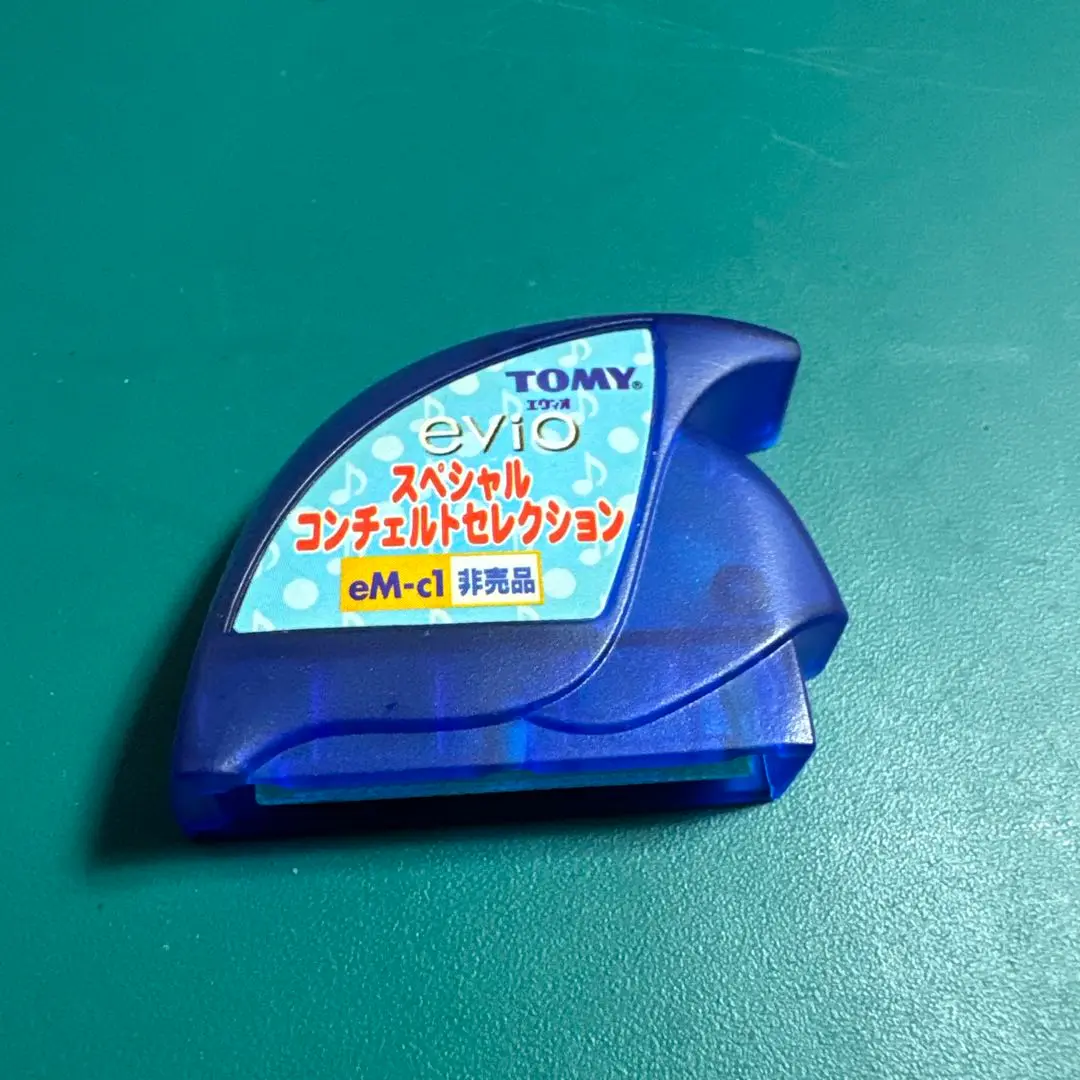 TOMY®
エヴィオ
evio
スペシャル
コンチェルトセレクション
eM-c1 非売品